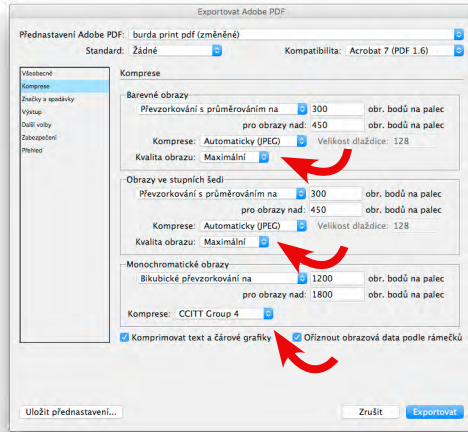 Exportovat Adobe PDF
Přednastavení Adobe PDF: burda print pdf (změněné)
Standard: Žádné Kompatibilita: Acrobat 7 (PDF 1.6)
Všeobecné
Komprese
Značky a spadávky
Výstup
Další volby
Zabezpečení
Přehled
Komprese
Barevné obrazy
Převzorkování s průměrováním na 300 obr. bodů na palec
pro obrazy nad: 450 obr. bodů na palec
Komprese: Automaticky (JPEG) Velikost dlaždice: 128
Kvalita obrazu: Maximální
Obrazy ve stupních šedi
Převzorkování s průměrováním na 300 obr. bodů na palec
pro obrazy nad: 450 obr. bodů na palec
Komprese: Automaticky (JPEG) Velikost dlaždice: 128
Kvalita obrazu: Maximální
Monochromatické obrazy
Bikubické převzorkování na 1200 obr. bodů na palec
pro obrazy nad: 1800 obr. bodů na palec
Komprese: CCITT Group 4
Komprimovat text a čárové grafiky Oříznout obrazová data podle rámečků
Uložit přednastavení... Zrušit Exportovat